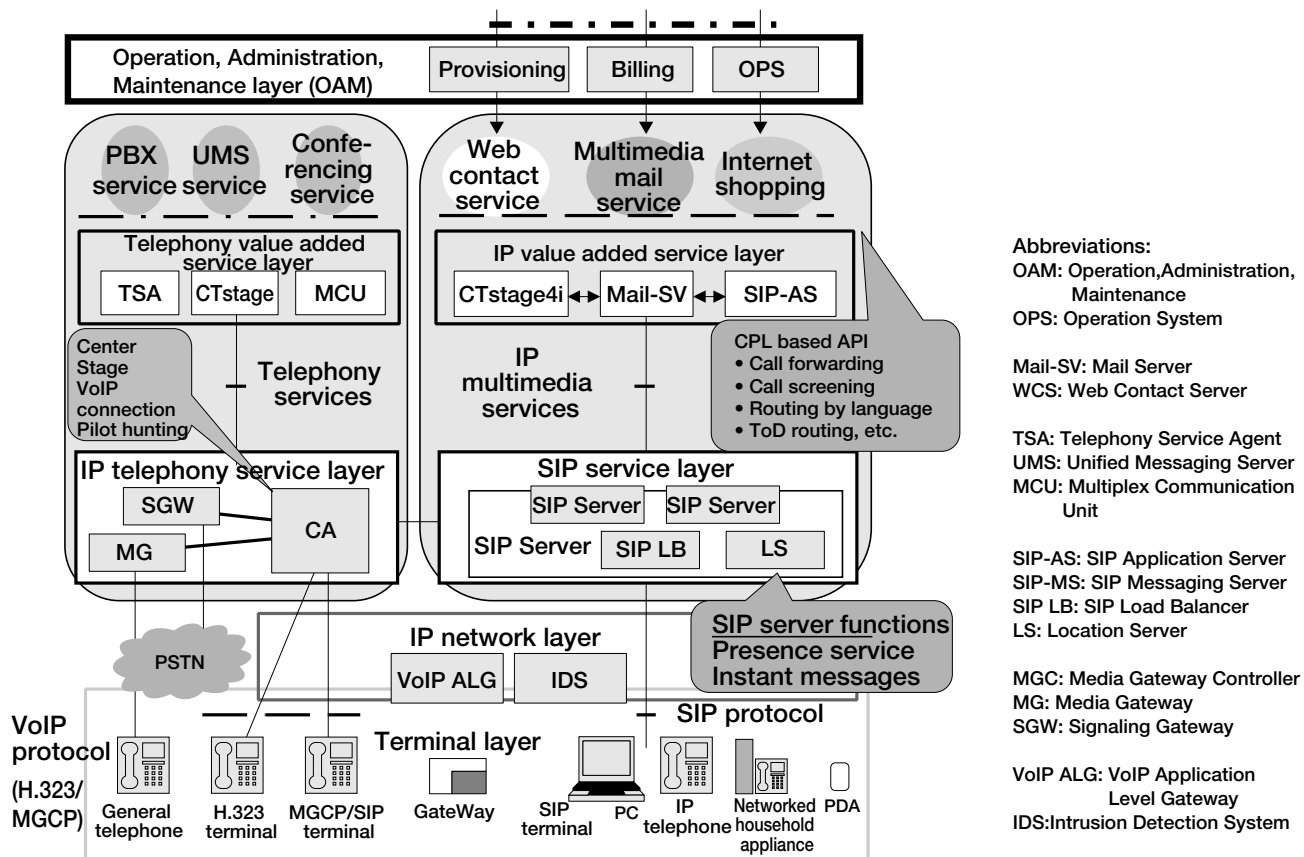 Operation, Administration,
Maintenance layer (OAM)
Provisioning
Billing
OPS
PBX
service
UMS
service
Confe-
rencing
service
Web
contact
service
Multimedia
mail
service
Internet
shopping
Telephony value added
service layer
TSA
CTstage
MCU
IP value added service layer
CTstage4i
Mail-SV
SIP-AS
Center
Stage
VoIP
connection
Pilot hunting
Telephony
services
IP
multimedia
services
CPL based API
• Call forwarding
• Call screening
• Routing by language
• ToD routing, etc.
IP telephony service layer
SGW
MG
CA
SIP service layer
SIP Server
SIP Server
SIP Server
SIP LB
LS
SIP server functions
Presence service
Instant messages
PSTN
IP network layer
VoIP ALG
IDS
VoIP
protocol
(H.323/
MGCP)
SIP protocol
Terminal layer
General
telephone
H.323
terminal
MGCP/SIP
terminal
GateWay
SIP
terminal
PC
IP
telephone
Networked
household
appliance
PDA
Abbreviations:
OAM: Operation,Administration,
Maintenance
OPS: Operation System
Mail-SV: Mail Server
WCS: Web Contact Server
TSA: Telephony Service Agent
UMS: Unified Messaging Server
MCU: Multiplex Communication
Unit
SIP-AS: SIP Application Server
SIP-MS: SIP Messaging Server
SIP LB: SIP Load Balancer
LS: Location Server
MGC: Media Gateway Controller
MG: Media Gateway
SGW: Signaling Gateway
VoIP ALG: VoIP Application
Level Gateway
IDS:Intrusion Detection System